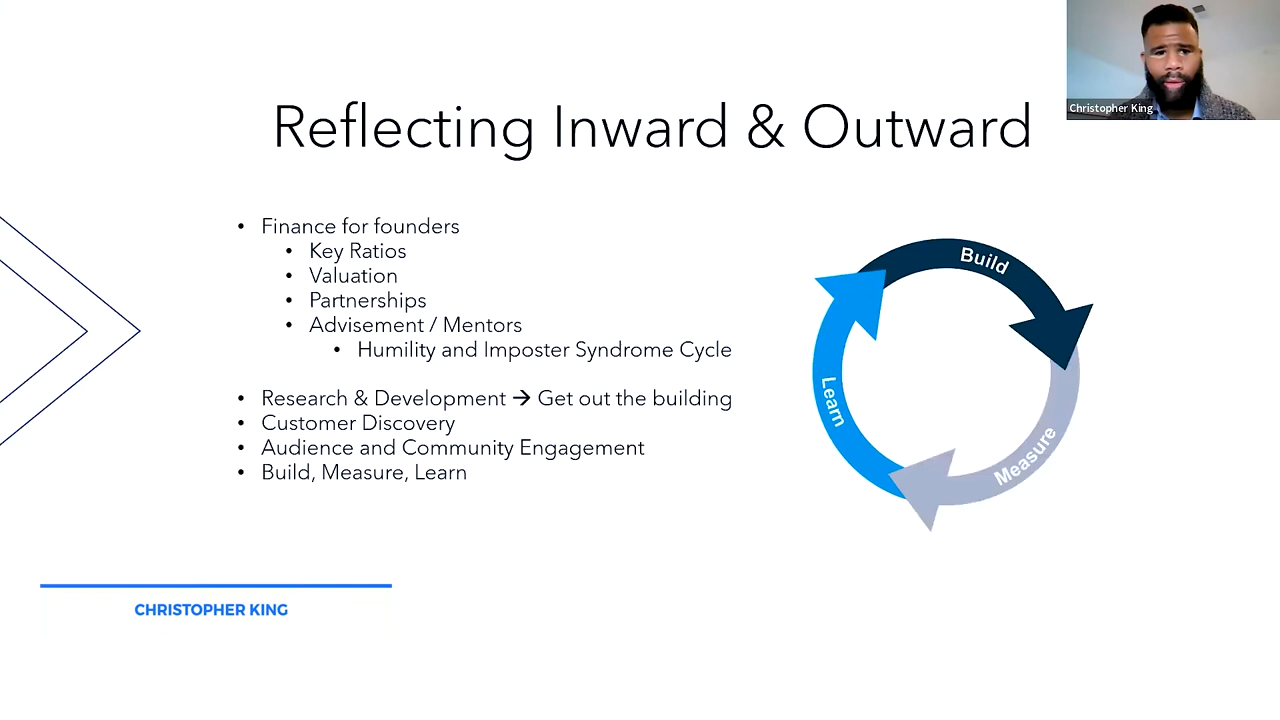 Christopher King
Reflecting Inward & Outward
• Finance for founders
• Key Ratios
• Valuation
• Partnerships
• Advisement / Mentors
• Humility and Imposter Syndrome Cycle
• Research & Development → Get out the building
• Customer Discovery
• Audience and Community Engagement
• Build, Measure, Learn
Build
Measure
Learn
CHRISTOPHER KING